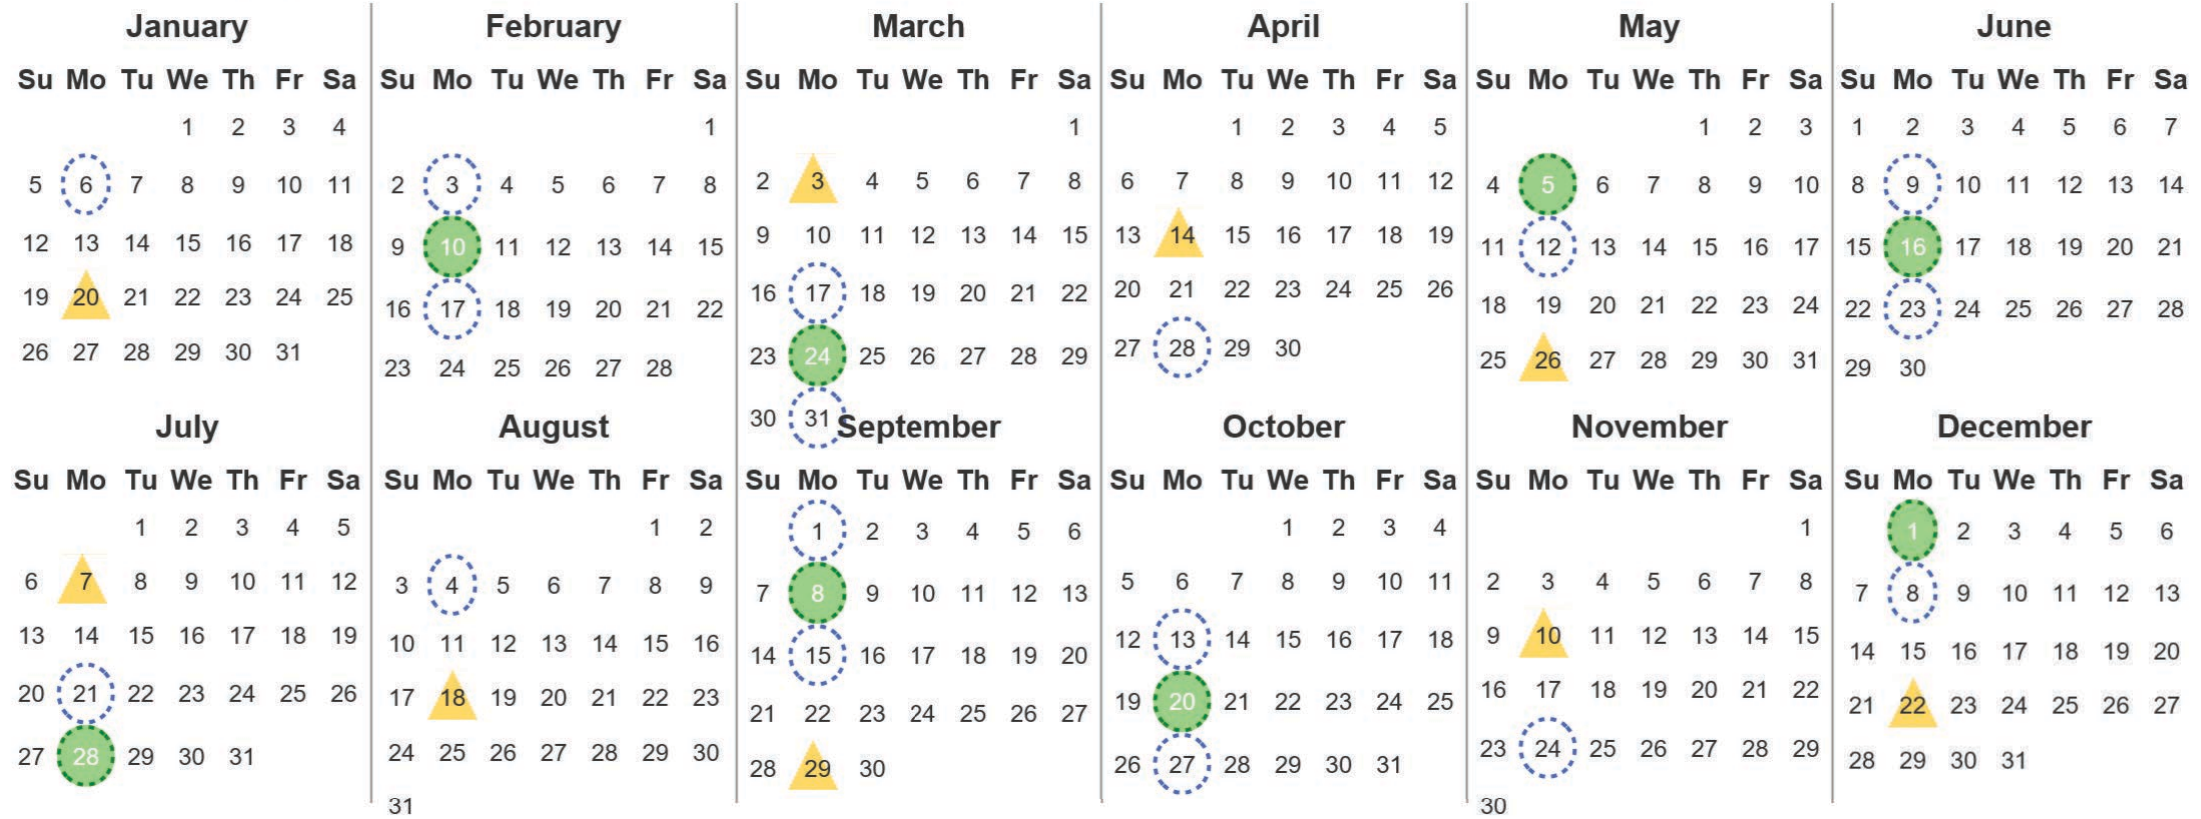 January
Su Mo Tu We Th Fr Sa
1 2 3 4
5 6 7 8 9 10 11
12 13 14 15 16 17 18
19 20 21 22 23 24 25
26 27 28 29 30 31
February
Su Mo Tu We Th Fr Sa
1
2 3 4 5 6 7 8
9 10 11 12 13 14 15
16 17 18 19 20 21 22
23 24 25 26 27 28
March
Su Mo Tu We Th Fr Sa
1
2 3 4 5 6 7 8
9 10 11 12 13 14 15
16 17 18 19 20 21 22
23 24 25 26 27 28 29
30 31
April
Su Mo Tu We Th Fr Sa
1 2 3 4 5
6 7 8 9 10 11 12
13 14 15 16 17 18 19
20 21 22 23 24 25 26
27 28 29 30
May
Su Mo Tu We Th Fr Sa
1 2 3
4 5 6 7 8 9 10
11 12 13 14 15 16 17
18 19 20 21 22 23 24
25 26 27 28 29 30 31
June
Su Mo Tu We Th Fr Sa
1 2 3 4 5 6 7
8 9 10 11 12 13 14
15 16 17 18 19 20 21
22 23 24 25 26 27 28
29 30
July
Su Mo Tu We Th Fr Sa
1 2 3 4 5
6 7 8 9 10 11 12
13 14 15 16 17 18 19
20 21 22 23 24 25 26
27 28 29 30 31
August
Su Mo Tu We Th Fr Sa
1 2
3 4 5 6 7 8 9
10 11 12 13 14 15 16
17 18 19 20 21 22 23
24 25 26 27 28 29 30
31
September
Su Mo Tu We Th Fr Sa
1 2 3 4 5 6
7 8 9 10 11 12 13
14 15 16 17 18 19 20
21 22 23 24 25 26 27
28 29 30
October
Su Mo Tu We Th Fr Sa
1 2 3 4
5 6 7 8 9 10 11
12 13 14 15 16 17 18
19 20 21 22 23 24 25
26 27 28 29 30 31
November
Su Mo Tu We Th Fr Sa
1
2 3 4 5 6 7 8
9 10 11 12 13 14 15
16 17 18 19 20 21 22
23 24 25 26 27 28 29
30
December
Su Mo Tu We Th Fr Sa
1 2 3 4 5 6
7 8 9 10 11 12 13
14 15 16 17 18 19 20
21 22 23 24 25 26 27
28 29 30 31